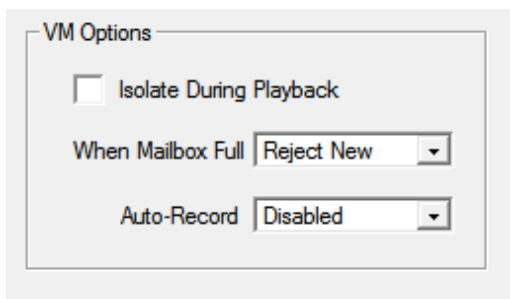 VM Options
Isolate During Playback
When Mailbox Full Reject New
Auto-Record Disabled